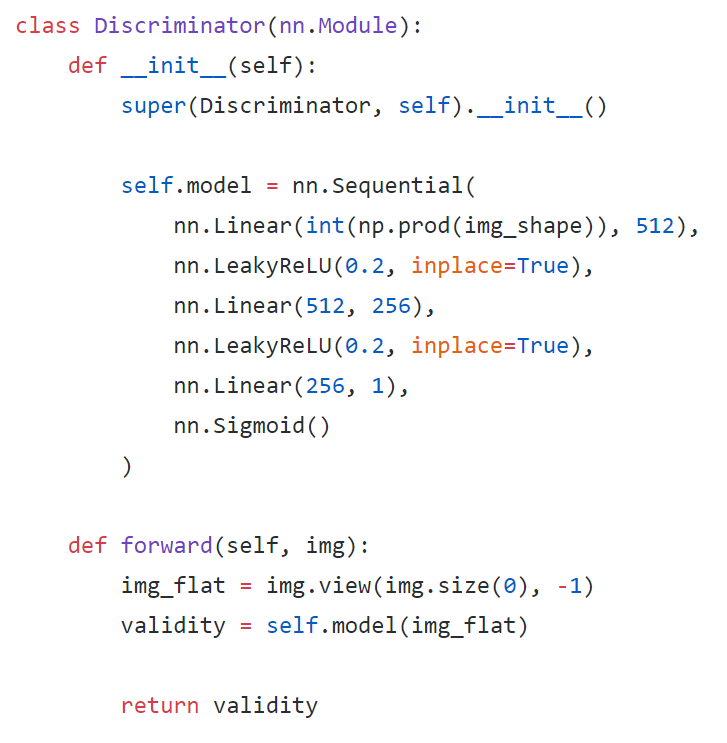 class Discriminator(nn.Module):
    def __init__(self):
        super(Discriminator, self).__init__()

        self.model = nn.Sequential(
            nn.Linear(int(np.prod(img_shape)), 512),
            nn.LeakyReLU(0.2, inplace=True),
            nn.Linear(512, 256),
            nn.LeakyReLU(0.2, inplace=True),
            nn.Linear(256, 1),
            nn.Sigmoid()
        )

    def forward(self, img):
        img_flat = img.view(img.size(0), -1)
        validity = self.model(img_flat)

        return validity